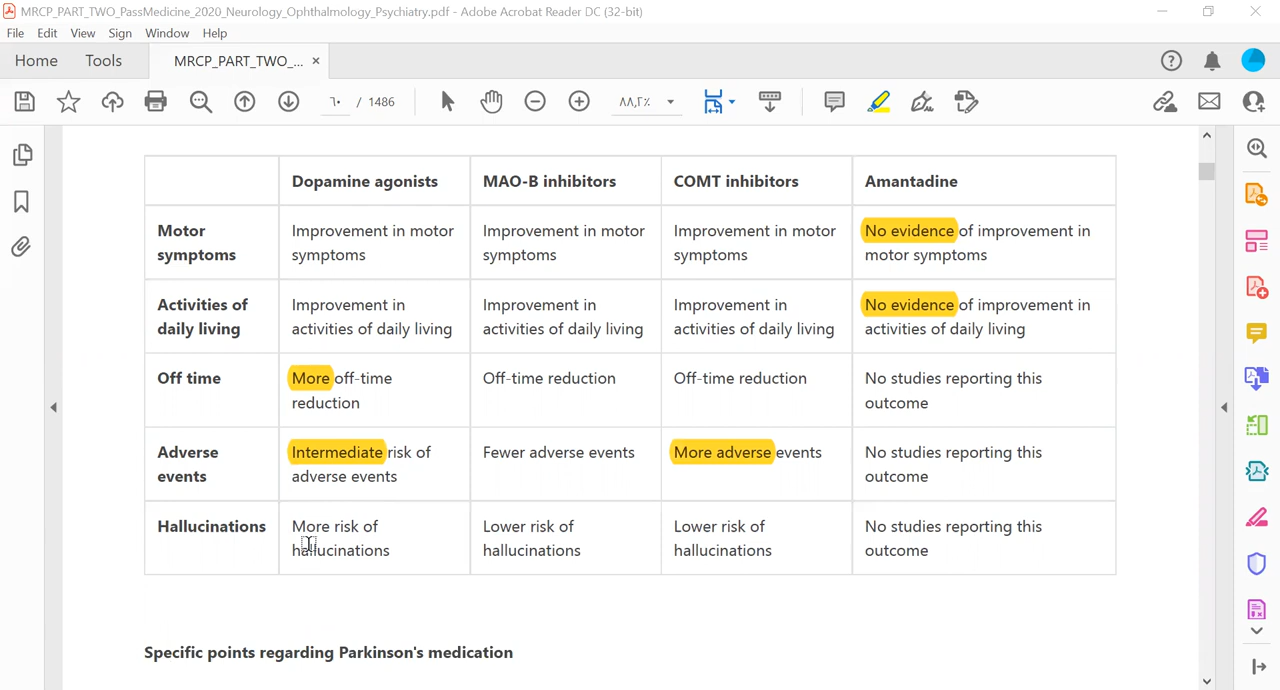 MRCP_PART_TWO_PassMedicine_2020_Neurology_Ophthalmology_Psychiatry.pdf - Adobe Acrobat Reader DC (32-bit)
File Edit View Sign Window Help
Home Tools MRCP_PART_TWO_... ×
٦٠ / 1486 ٨٨,٢٪
Dopamine agonists MAO-B inhibitors COMT inhibitors Amantadine
Motor Improvement in motor Improvement in motor Improvement in motor No evidence of improvement in
symptoms symptoms symptoms symptoms motor symptoms
Activities of Improvement in Improvement in Improvement in No evidence of improvement in
daily living activities of daily living activities of daily living activities of daily living activities of daily living
Off time More off-time Off-time reduction Off-time reduction No studies reporting this
reduction outcome
Adverse Intermediate risk of Fewer adverse events More adverse events No studies reporting this
events adverse events outcome
Hallucinations More risk of Lower risk of Lower risk of No studies reporting this
hallucinations hallucinations hallucinations outcome
Specific points regarding Parkinson's medication